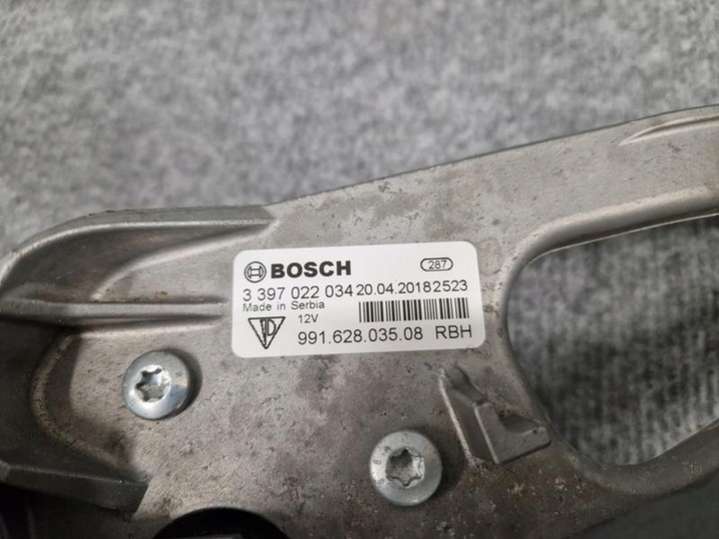 BOSCH 287
3 397 022 034 20.04.2018 2523
Made in Serbia
12V
991.628.035.08 RBH